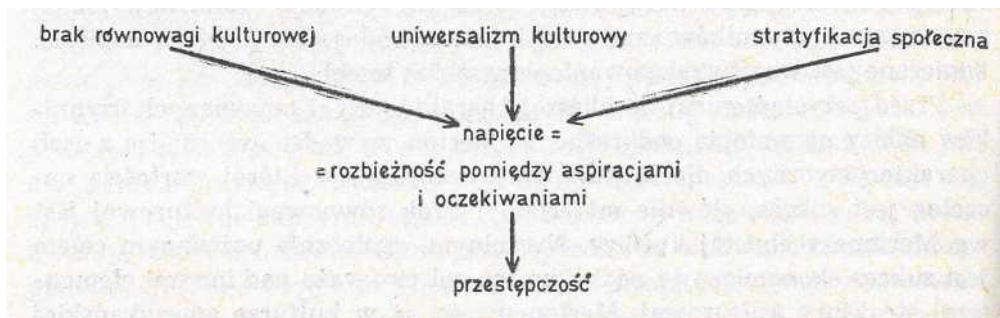 brak równowagi kulturowej uniwersalizm kulturowy stratyfikacja społeczna
napięcie =
= rozbieżność pomiędzy aspiracjami
i oczekiwaniami
przestępczość